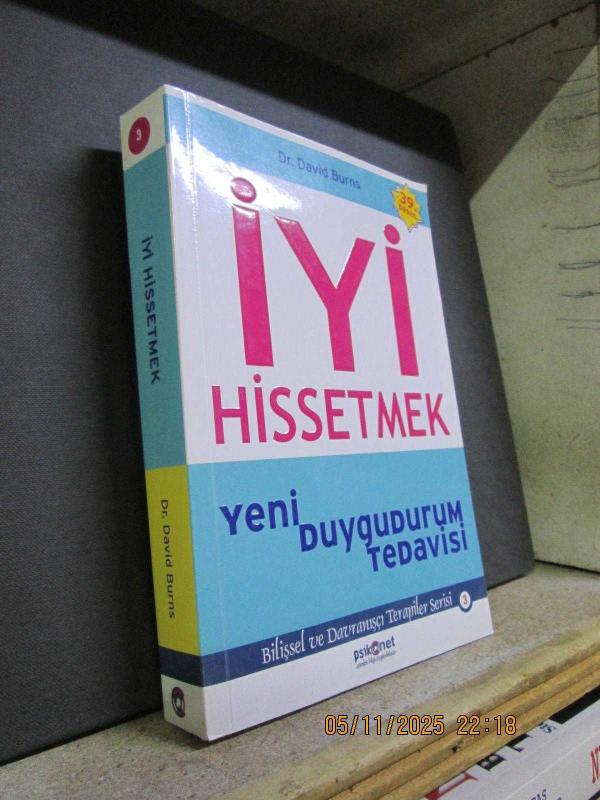 3
İYİ HİSSETMEK
Dr. David Burns
Dr. David Burns
39.
İYİ
HİSSETMEK
Yeni
DuyguDurum
TeDavisi
Bilişsel ve Davranışçı Terapiler Serisi 3
psikonet
05/11/2025 22:18